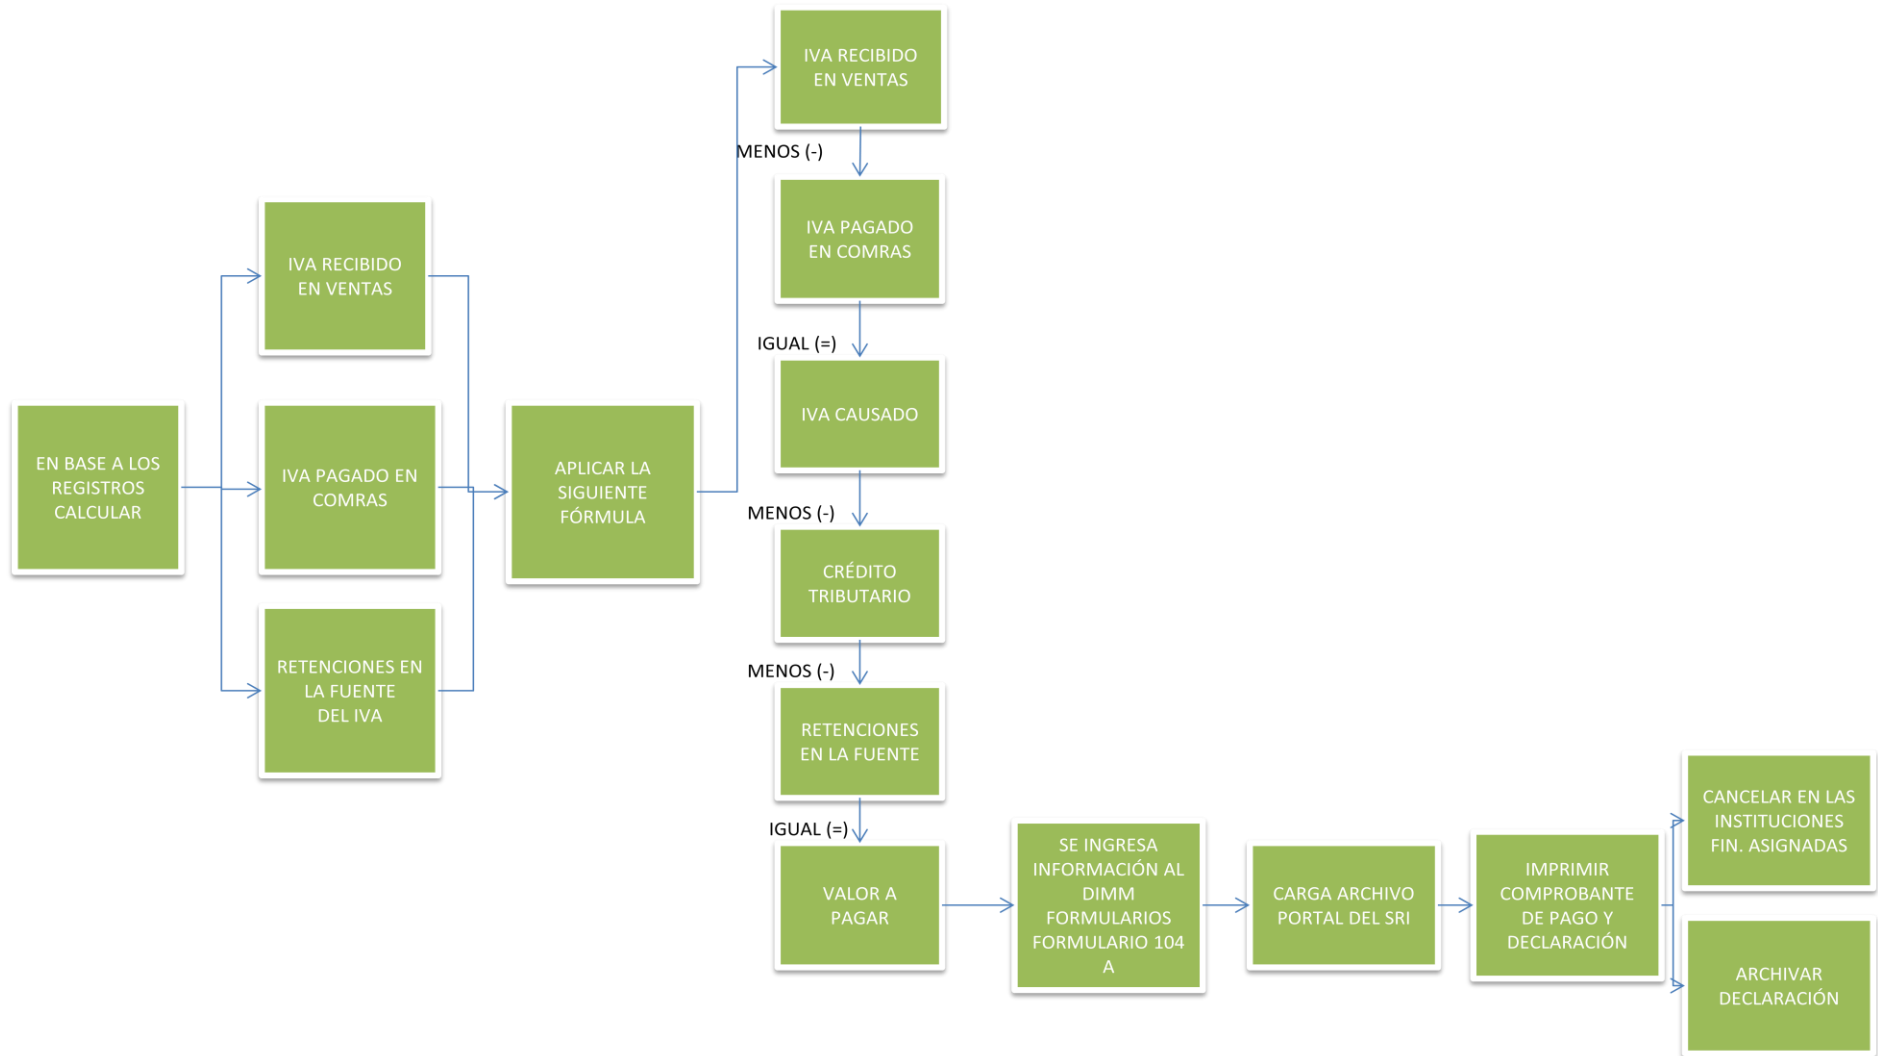 EN BASE A LOS
REGISTROS
CALCULAR
IVA RECIBIDO
EN VENTAS
IVA PAGADO EN
COMRAS
RETENCIONES EN
LA FUENTE
DEL IVA
APLICAR LA
SIGUIENTE
FÓRMULA
IVA RECIBIDO
EN VENTAS
MENOS (-)
IVA PAGADO
EN COMRAS
IGUAL (=)
IVA CAUSADO
MENOS (-)
CRÉDITO
TRIBUTARIO
MENOS (-)
RETENCIONES
EN LA FUENTE
IGUAL (=)
VALOR A
PAGAR
SE INGRESA
INFORMACIÓN AL
DIMM
FORMULARIOS
FORMULARIO 104
A
CARGA ARCHIVO
PORTAL DEL SRI
IMPRIMIR
COMPROBANTE
DE PAGO Y
DECLARACIÓN
CANCELAR EN LAS
INSTITUCIONES
FIN. ASIGNADAS
ARCHIVAR
DECLARACIÓN